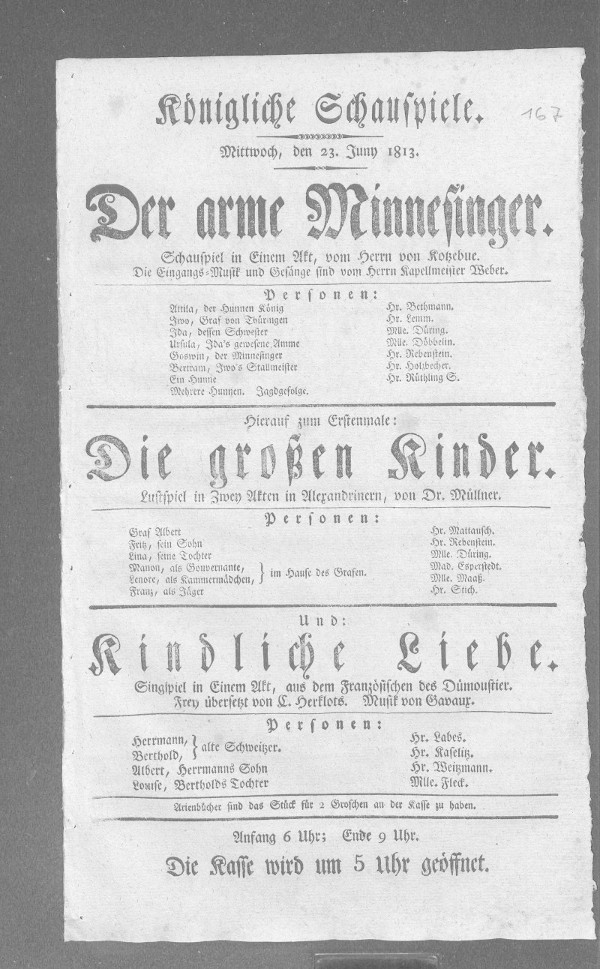 Königliche Schauspiele.
167
Mittwoch, den 23. Juny 1813.
Der arme Minnesinger.
Schauspiel in Einem Akt, vom Herrn von Kotzebue.
Die Eingangs-Musik und Gesänge sind vom Herrn Kapellmeister Weber.
Personen:
Attila, der Hunnen König Hr. Bethmann.
Iwo, Graf von Thüringen Hr. Lemm.
Ida, dessen Schwester Mlle. Düring.
Ursula, Ida's gewesene Amme Mlle. Döbbelin.
Goswin, der Minnesinger Hr. Rebenstein.
Bertram, Iwo's Stallmeister Hr. Holzbecher.
Ein Hunne Hr. Rüthling S.
Mehrere Hunnen. Jagdgefolge.
Hierauf zum Erstenmale:
Die großen Kinder.
Lustspiel in Zwey Akten in Alexandrinern, von Dr. Müllner.
Personen:
Graf Albert Hr. Mattausch.
Fritz, sein Sohn Hr. Rebenstein.
Lina, seine Tochter Mlle. Düring.
Manon, als Gouvernante, Mad. Esperstedt.
Lenore, als Kammermädchen, } im Hause des Grafen. Mlle. Maaß.
Franz, als Jäger Hr. Stich.
Und:
Kindliche Liebe.
Singspiel in Einem Akt, aus dem Französischen des Dümoustier.
Frey übersetzt von C. Herklots. Musik von Gavaux.
Personen:
Herrmann, } alte Schweitzer. Hr. Labes.
Berthold, Hr. Kaselitz.
Albert, Herrmanns Sohn Hr. Weitzmann.
Louise, Bertholds Tochter Mlle. Fleck.
Arienbücher sind das Stück für 2 Groschen an der Kasse zu haben.
Anfang 6 Uhr; Ende 9 Uhr.
Die Kasse wird um 5 Uhr geöffnet.